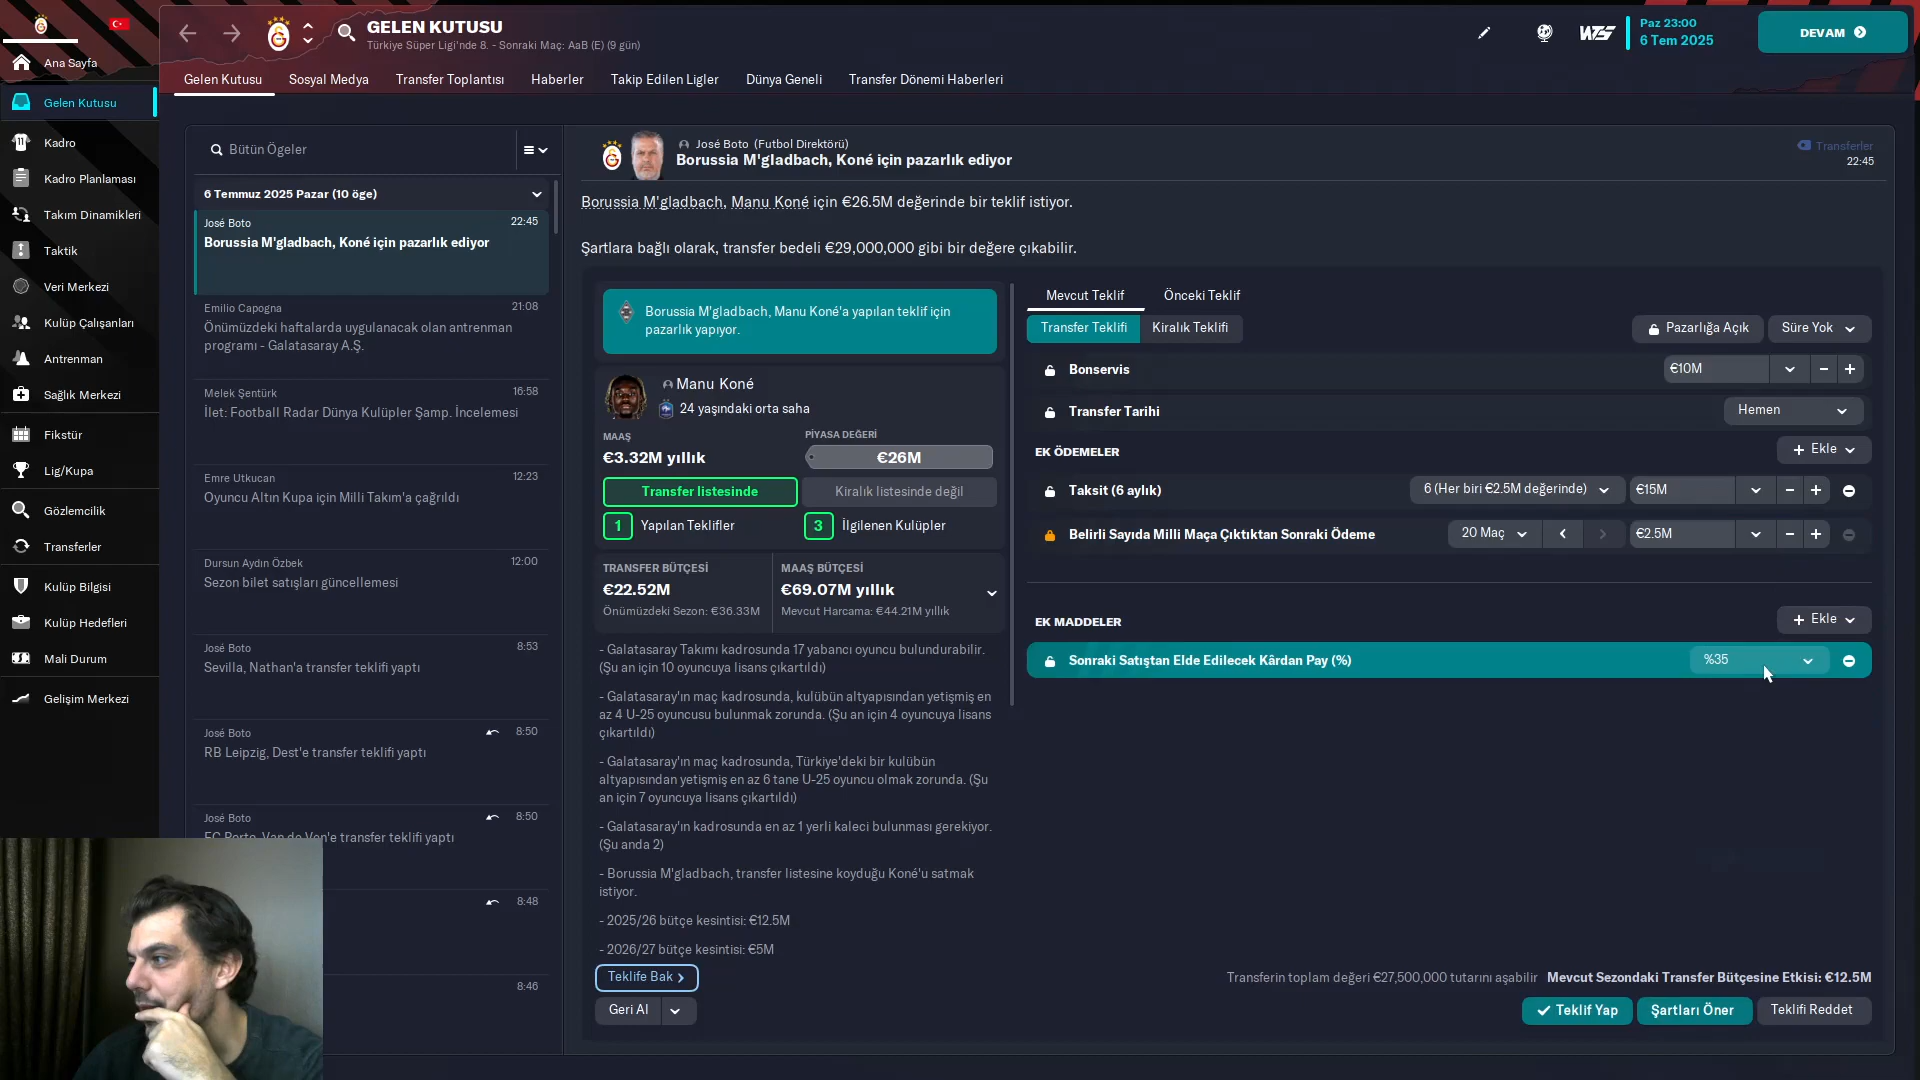 GELEN KUTUSU
Türkiye Süper Ligi'nde 8. - Sonraki Maç: AaB (E) (9 gün)
Paz 23:00
6 Tem 2025
DEVAM
Gelen Kutusu
Sosyal Medya
Transfer Toplantısı
Haberler
Takip Edilen Ligler
Dünya Geneli
Transfer Dönemi Haberleri
Ana Sayfa
Gelen Kutusu
Kadro
Kadro Planlaması
Takım Dinamikleri
Taktik
Veri Merkezi
Kulüp Çalışanları
Antrenman
Sağlık Merkezi
Fikstür
Lig/Kupa
Gözlemcilik
Transferler
Kulüp Bilgisi
Kulüp Hedefleri
Mali Durum
Gelişim Merkezi
Bütün Ögeler
6 Temmuz 2025 Pazar (10 öge)
José Boto 22:45
Borussia M'gladbach, Koné için pazarlık ediyor
Emilio Capogna 21:08
Önümüzdeki haftalarda uygulanacak olan antrenman
programı - Galatasaray A.Ş.
Melek Şentürk 16:58
İlet: Football Radar Dünya Kulüpler Şamp. İncelemesi
Emre Utkucan 12:23
Oyuncu Altın Kupa için Milli Takım'a çağrıldı
Dursun Aydın Özbek 12:00
Sezon bilet satışları güncellemesi
José Boto 8:53
Sevilla, Nathan'a transfer teklifi yaptı
José Boto 8:50
RB Leipzig, Dest'e transfer teklifi yaptı
José Boto 8:50
FC Porto, Van de Ven'e transfer teklifi yaptı
8:48
8:46
José Boto (Futbol Direktörü)
Borussia M'gladbach, Koné için pazarlık ediyor
Transferler
22:45
Borussia M'gladbach, Manu Koné için €26.5M değerinde bir teklif istiyor.
Şartlara bağlı olarak, transfer bedeli €29,000,000 gibi bir değere çıkabilir.
Borussia M'gladbach, Manu Koné'a yapılan teklif için
pazarlık yapıyor.
Manu Koné
24 yaşındaki orta saha
MAAŞ
€3.32M yıllık
PİYASA DEĞERİ
€26M
Transfer listesinde
Kiralık listesinde değil
1 Yapılan Teklifler
3 İlgilenen Kulüpler
TRANSFER BÜTÇESİ
€22.52M
Önümüzdeki Sezon: €36.33M
MAAŞ BÜTÇESİ
€69.07M yıllık
Mevcut Harcama: €44.21M yıllık
- Galatasaray Takımı kadrosunda 17 yabancı oyuncu bulundurabilir.
(Şu an için 10 oyuncuya lisans çıkartıldı)
- Galatasaray'ın maç kadrosunda, kulübün altyapısından yetişmiş en
az 4 U-25 oyuncusu bulunmak zorunda. (Şu an için 4 oyuncuya lisans
çıkartıldı)
- Galatasaray'ın maç kadrosunda, Türkiye'deki bir kulübün
altyapısından yetişmiş en az 6 tane U-25 oyuncu olmak zorunda. (Şu
an için 7 oyuncuya lisans çıkartıldı)
- Galatasaray'ın kadrosunda en az 1 yerli kaleci bulunması gerekiyor.
(Şu anda 2)
- Borussia M'gladbach, transfer listesine koyduğu Koné'u satmak
istiyor.
- 2025/26 bütçe kesintisi: €12.5M
- 2026/27 bütçe kesintisi: €5M
Teklife Bak
Geri Al
Mevcut Teklif
Önceki Teklif
Transfer Teklifi
Kiralık Teklifi
Pazarlığa Açık
Süre Yok
Bonservis €10M
Transfer Tarihi Hemen
EK ÖDEMELER
Ekle
Taksit (6 aylık) 6 (Her biri €2.5M değerinde) €15M
Belirli Sayıda Milli Maça Çıktıktan Sonraki Ödeme 20 Maç €2.5M
EK MADDELER
Ekle
Sonraki Satıştan Elde Edilecek Kârdan Pay (%) %35
Transferin toplam değeri €27,500,000 tutarını aşabilir Mevcut Sezondaki Transfer Bütçesine Etkisi: €12.5M
Teklif Yap
Şartları Öner
Teklifi Reddet